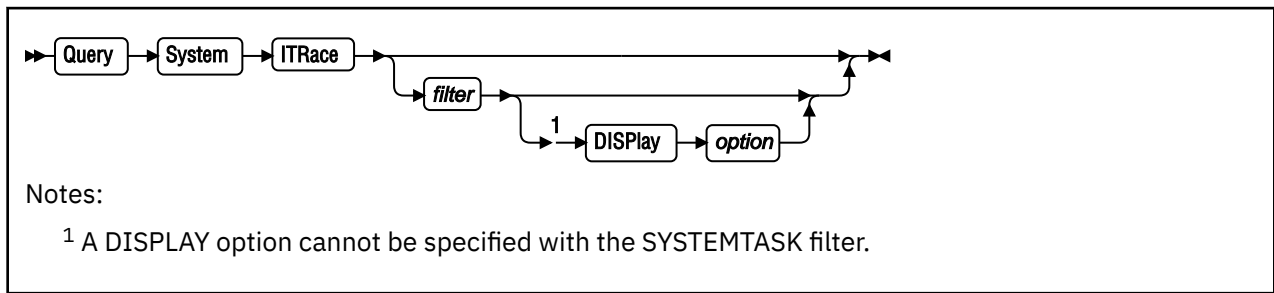 Query System ITRace
filter
1 DISPlay option
Notes:
1 A DISPLAY option cannot be specified with the SYSTEMTASK filter.